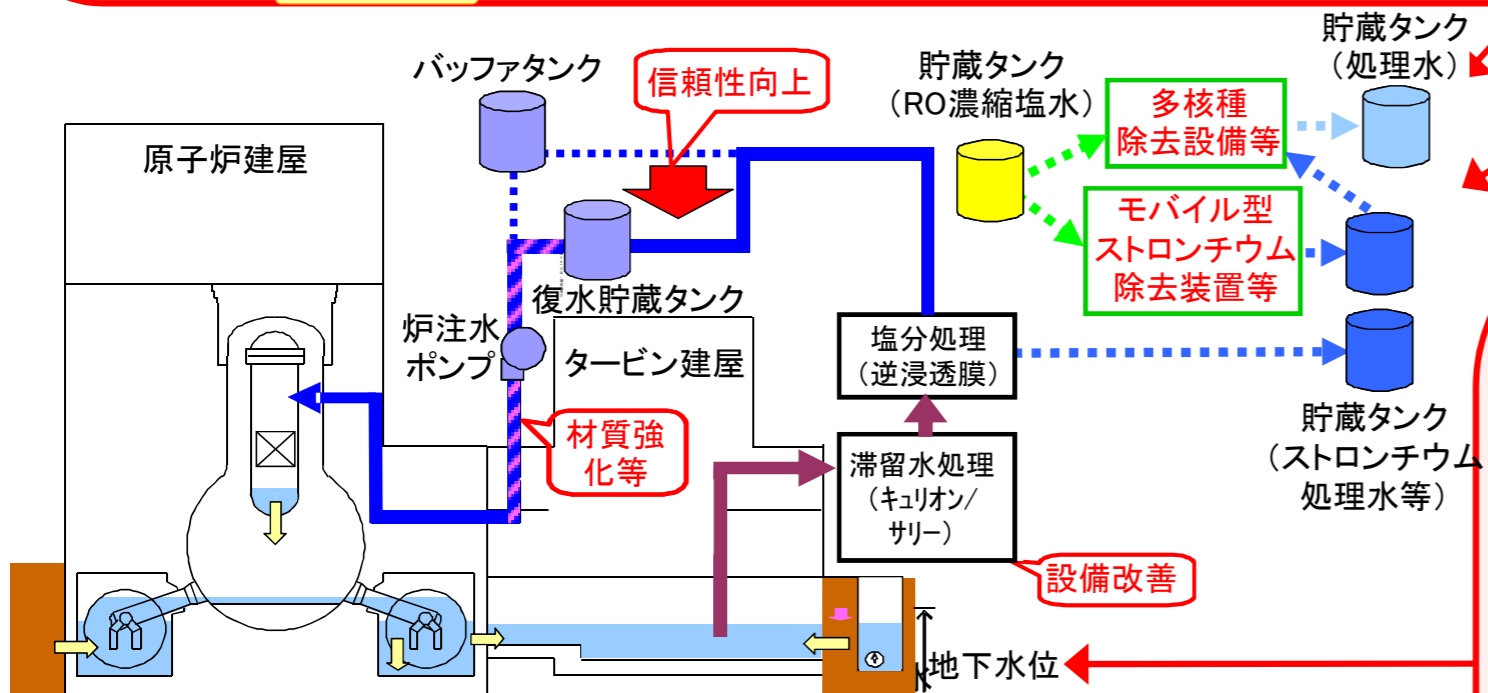 貯蔵タンク
（処理水）
バッファタンク
信頼性向上
貯蔵タンク
（RO濃縮塩水）
多核種
除去設備等
原子炉建屋
モバイル型
ストロンチウム
除去装置等
復水貯蔵タンク
炉注水
ポンプ
タービン建屋
塩分処理
（逆浸透膜）
材質強
化等
滞留水処理
（キュリオン/
サリー）
貯蔵タンク
（ストロンチウム
処理水等）
設備改善
地下水位